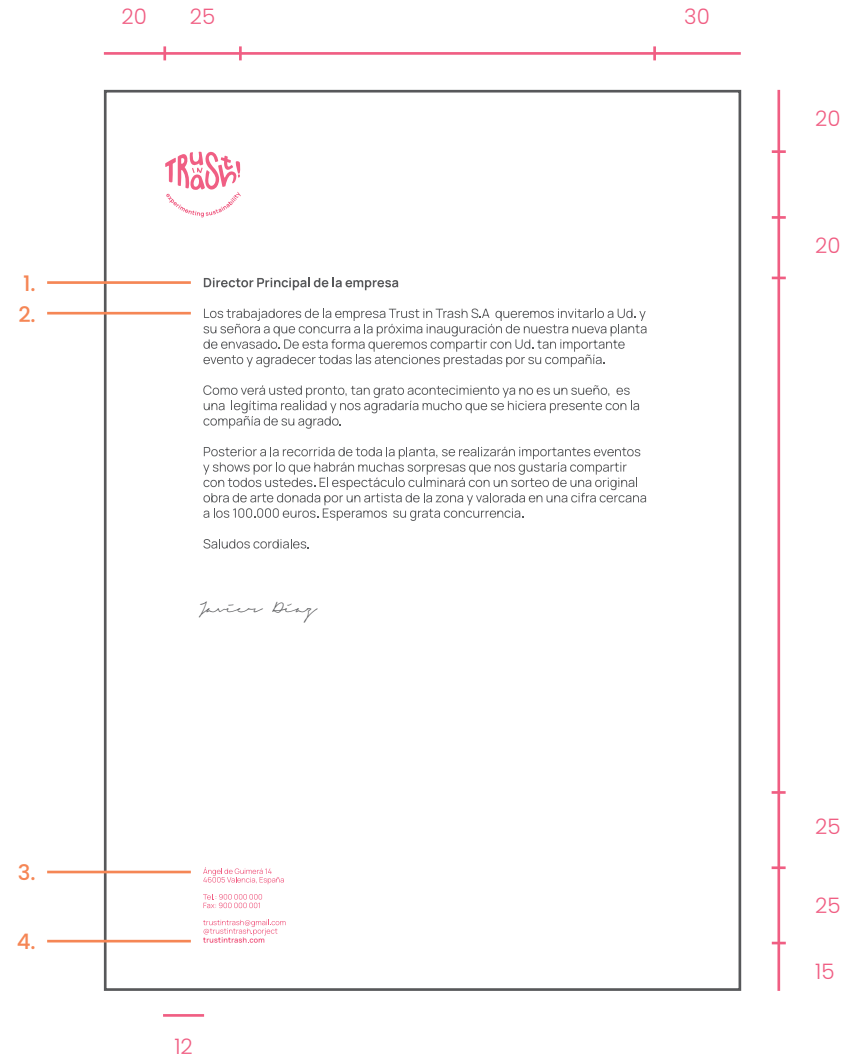 20 25 30
20
TRUST
IN
TRASH!
experimenting sustainability
20
1. Director Principal de la empresa
2. Los trabajadores de la empresa Trust in Trash S.A queremos invitarlo a Ud. y
su señora a que concurra a la próxima inauguración de nuestra nueva planta
de envasado. De esta forma queremos compartir con Ud. tan importante
evento y agradecer todas las atenciones prestadas por su compañía.
Como verá usted pronto, tan grato acontecimiento ya no es un sueño, es
una legítima realidad y nos agradaría mucho que se hiciera presente con la
compañía de su agrado.
Posterior a la recorrida de toda la planta, se realizarán importantes eventos
y shows por lo que habrán muchas sorpresas que nos gustaría compartir
con todos ustedes. El espectáculo culminará con un sorteo de una original
obra de arte donada por un artista de la zona y valorada en una cifra cercana
a los 100.000 euros. Esperamos su grata concurrencia.
Saludos cordiales.
Javier Díaz
25
3. Ángel de Guimerá 14
46005 Valencia, España
Tel.: 900 000 000
Fax: 900 000 001
25
trustintrash@gmail.com
@trustintrash.porject
4. trustintrash.com
15
12